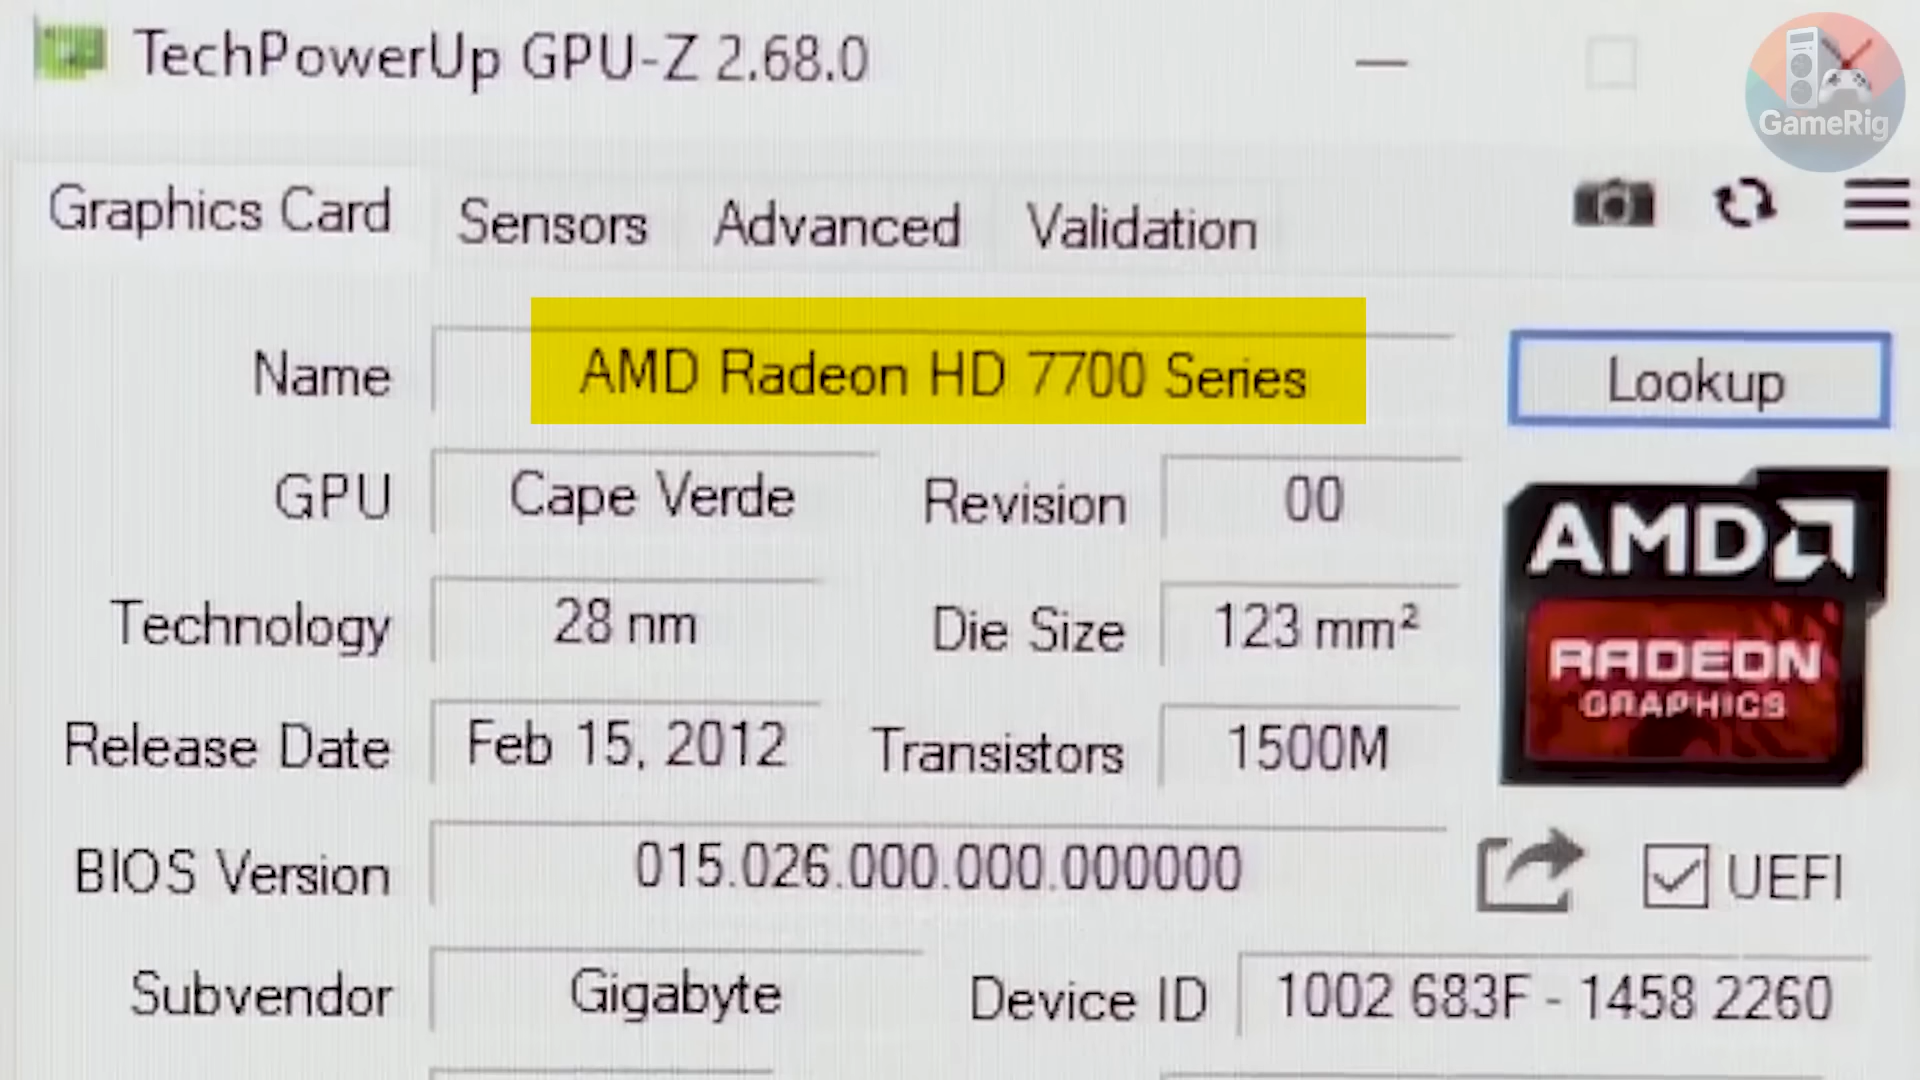 TechPowerUp GPU-Z 2.68.0
GameRig
Graphics Card Sensors Advanced Validation
Name AMD Radeon HD 7700 Series Lookup
GPU Cape Verde Revision 00
AMD
RADEON
GRAPHICS
Technology 28 nm Die Size 123 mm²
Release Date Feb 15, 2012 Transistors 1500M
BIOS Version 015.026.000.000.000000 UEFI
Subvendor Gigabyte Device ID 1002 683F - 1458 2260